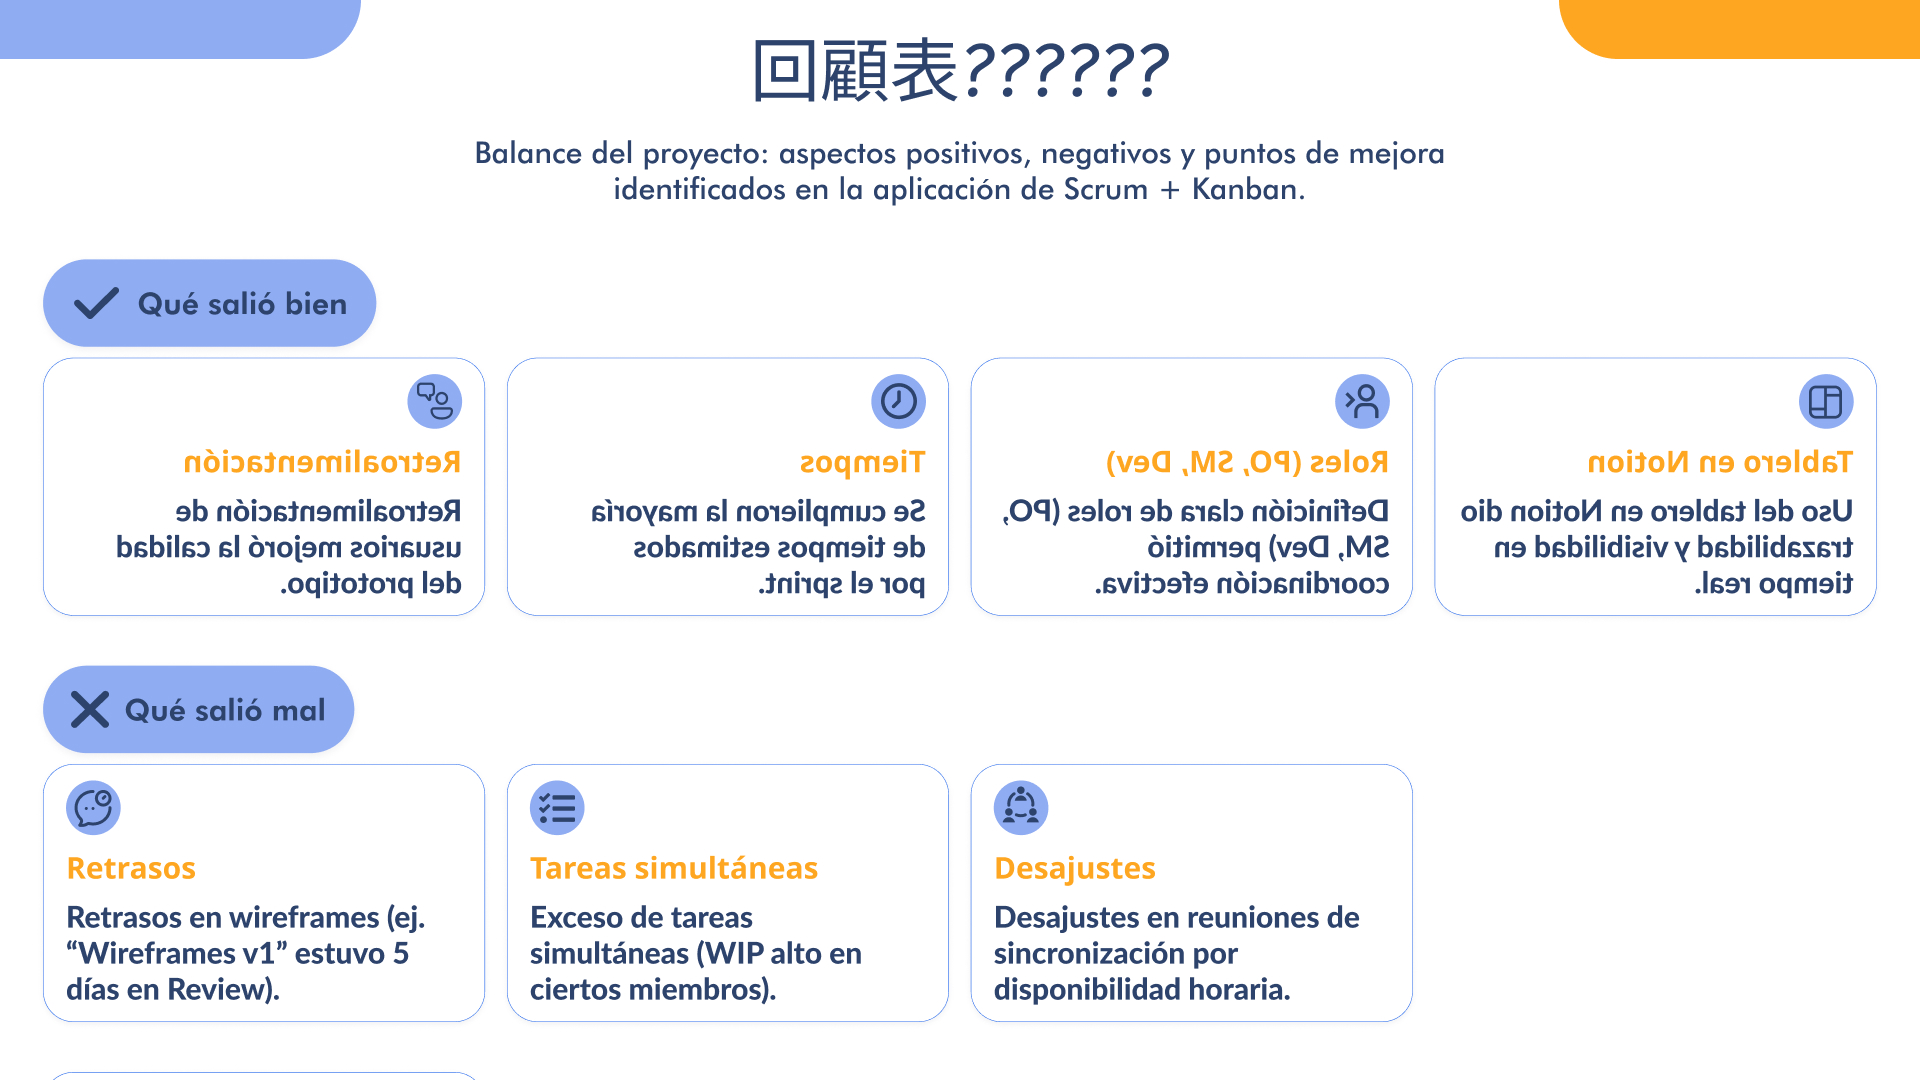 回顧表??????
Balance del proyecto: aspectos positivos, negativos y puntos de mejora
identificados en la aplicación de Scrum + Kanban.
Qué salió bien
Retroalimentación
Retroalimentación de
usuarios mejoró la calidad
del prototipo.
Tiempos
Se cumplieron la mayoría
de tiempos estimados
por el sprint.
Roles (PO, SM, Dev)
Definición clara de roles (PO,
SM, Dev) permitió
coordinación efectiva.
Tablero en Notion
Uso del tablero en Notion dio
trazabilidad y visibilidad en
tiempo real.
Qué salió mal
Retrasos
Retrasos en wireframes (ej.
“Wireframes v1” estuvo 5
días en Review).
Tareas simultáneas
Exceso de tareas
simultáneas (WIP alto en
ciertos miembros).
Desajustes
Desajustes en reuniones de
sincronización por
disponibilidad horaria.